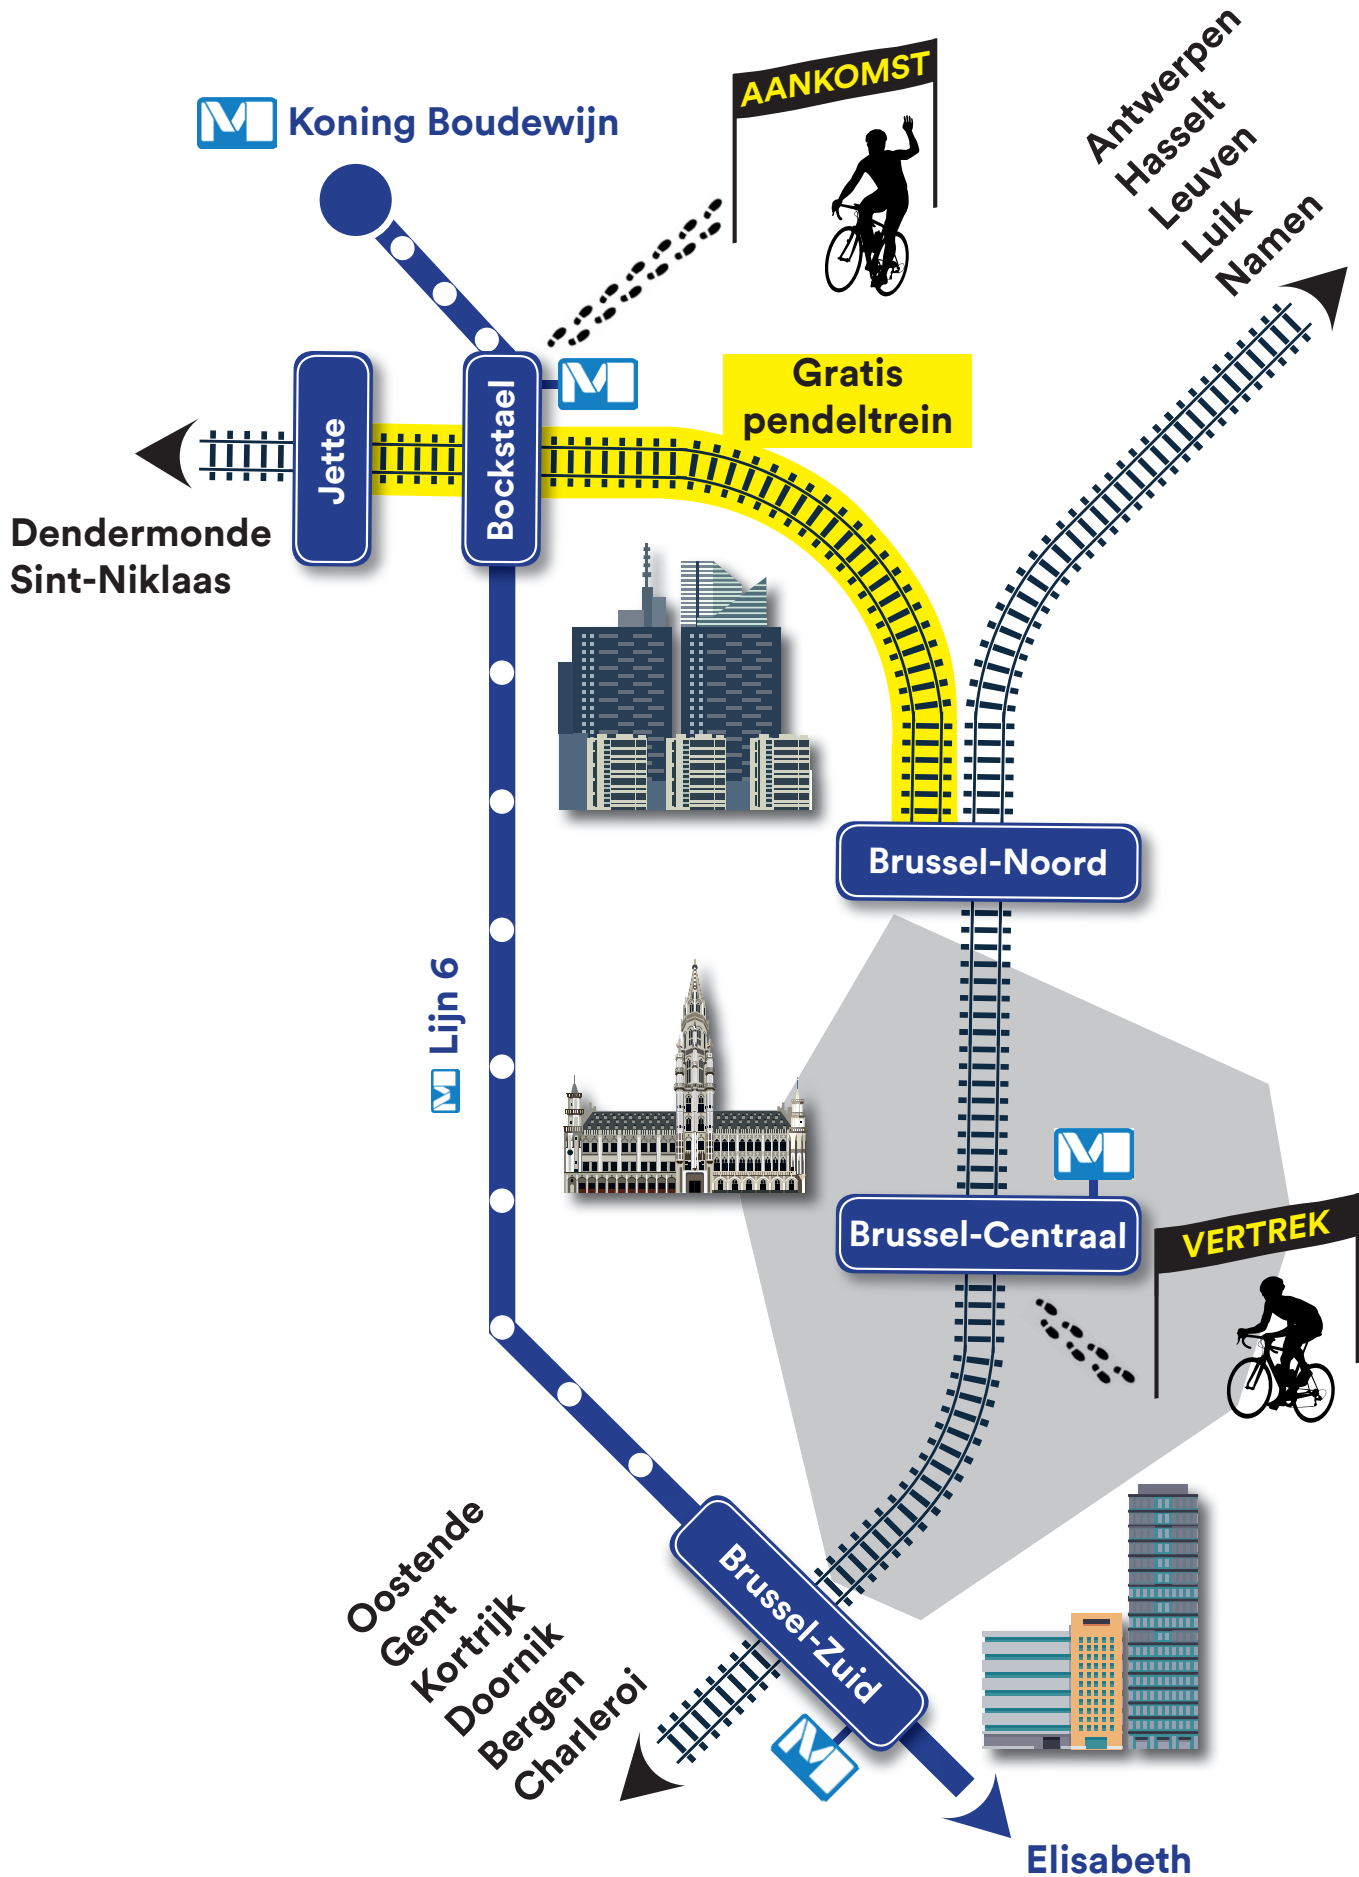 AANKOMST
Koning Boudewijn
Antwerpen
Hasselt
Leuven
Luik
Namen
Gratis
pendeltrein
Jette
Bockstael
Dendermonde
Sint-Niklaas
Brussel-Noord
Lijn 6
Brussel-Centraal
VERTREK
Oostende
Gent
Kortrijk
Doornik
Bergen
Charleroi
Brussel-Zuid
Elisabeth